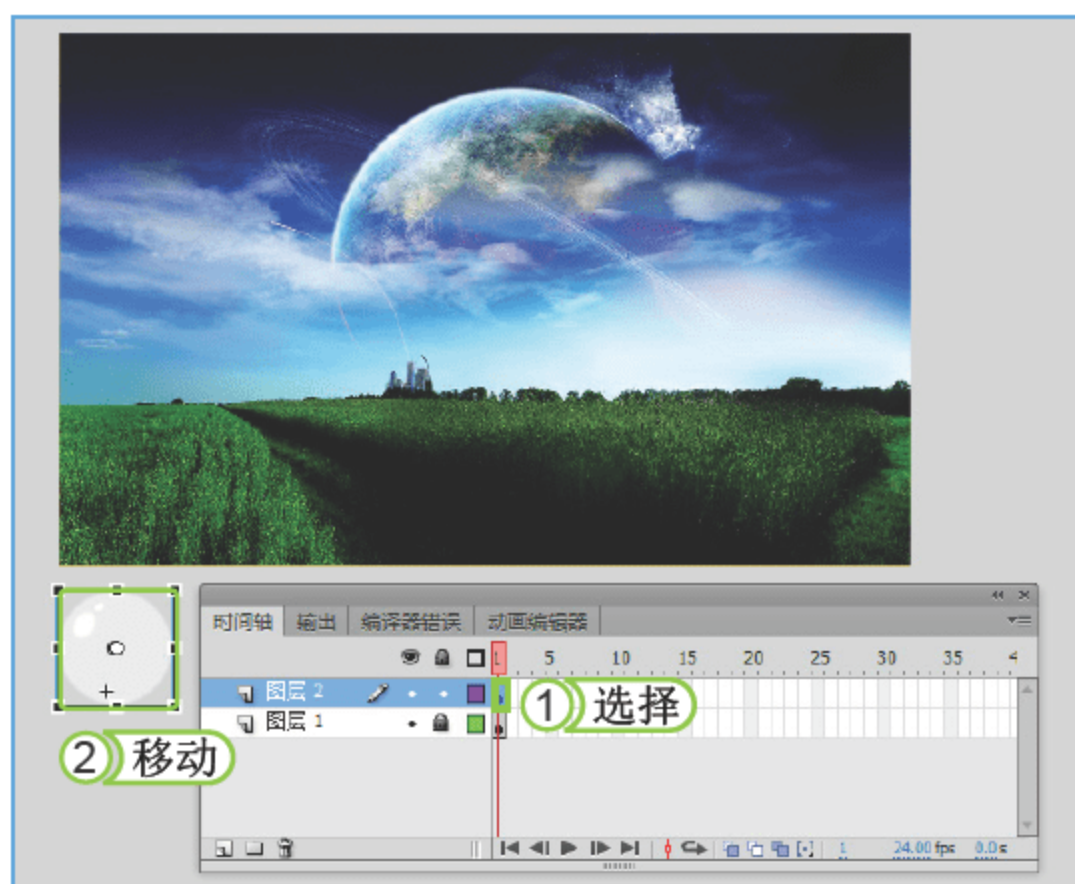 时间轴 输出 编译器错误 动画编辑器
1 5 10 15 20 25 30 35 4
图层 2
① 选择
图层 1
② 移动
1 24.00 fps 0.0 s